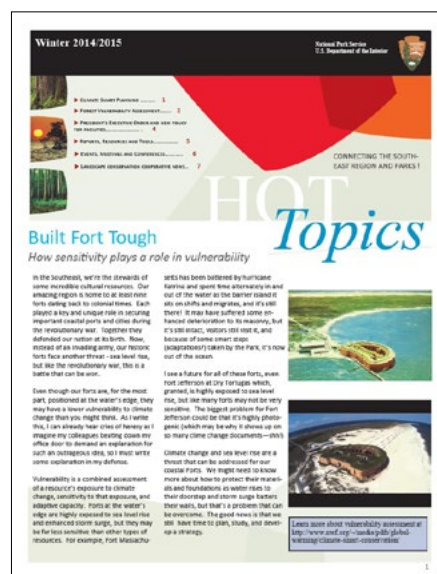 Winter 2014/2015
National Park Service
U.S. Department of the Interior
CLIMATE SMART PLANNING .......... 1
FOREST VULNERABILITY ASSESSMENT...... 2
PRESIDENT'S EXECUTIVE ORDER AND NEW POLICY
FOR FACILITIES.................... 4
REPORTS, RESOURCES AND TOOLS.......... 5
EVENTS, MEETINGS AND CONFERENCES.......... 6
LANDSCAPE CONSERVATION COOPERATIVE NEWS... 7
CONNECTING THE SOUTH-
EAST REGION AND PARKS !
HOT
Topics
Built Fort Tough
How sensitivity plays a role in vulnerability
In the Southeast, we're the stewards of
some incredible cultural resources. Our
amazing region is home to at least nine
forts dating back to colonial times. Each
played a key and unique role in securing
important coastal ports and cities during
the revolutionary war. Together they
defended our nation at its birth. Now,
instead of an invading army, our historic
forts face another threat - sea level rise,
but like the revolutionary war, this is a
battle that can be won.
Even though our forts are, for the most
part, positioned at the water's edge, they
may have a lower vulnerability to climate
change than you might think. As I write
this, I can already hear cries of heresy as I
imagine my colleagues beating down my
office door to demand an explanation for
such an outrageous idea, so I must write
some explanation in my defense.
Vulnerability is a combined assessment
of a resource's exposure to climate
change, sensitivity to that exposure, and
adaptive capacity. Forts at the water's
edge are highly exposed to sea level rise
and enhanced storm surge, but they may
be far less sensitive than other types of
resources. For example, Fort Massachu-
setts has been battered by hurricane
Katrina and spent time alternately in and
out of the water as the barrier island it
sits on shifts and migrates, and it's still
there! It may have suffered some en-
hanced deterioration to its masonry, but
it's still intact, visitors still visit it, and
because of some smart steps
(adaptations?) taken by the Park, it's now
out of the ocean.
I see a future for all of these forts, even
Fort Jefferson at Dry Tortugas which,
granted, is highly exposed to sea level
rise, but like many forts may not be very
sensitive. The biggest problem for Fort
Jefferson could be that it's highly photo-
genic (which may be why it shows up on
so many clime change documents—shh!)
Climate change and sea level rise are a
threat that can be addressed for our
coastal Forts. We might need to know
more about how to protect their materi-
als and foundations as water rises to
their doorstep and storm surge batters
their walls, but that's a problem that can
be overcome. The good news is that we
still have time to plan, study, and devel-
op a strategy.
Learn more about vulnerability assessment at
http://www.nwf.org/~/media/pdfs/global-
warming/climate-smart-conservation/
1